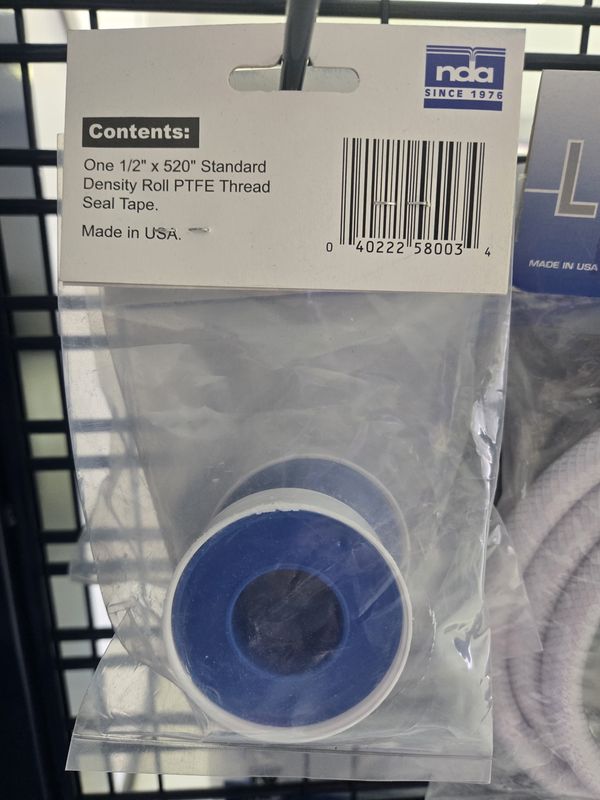 nda
SINCE 1976
Contents:
One 1/2" x 520" Standard
Density Roll PTFE Thread
Seal Tape.
Made in USA.
0 40222 58003 4
L
MADE IN USA